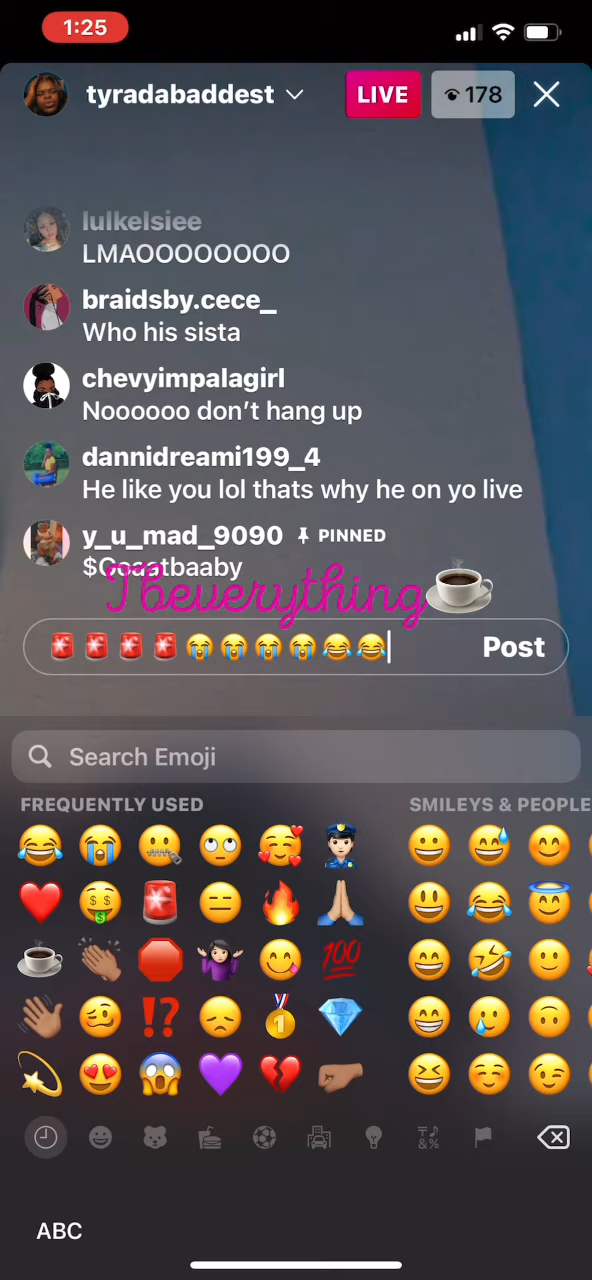 1:25
tyradabaddest
LIVE
178
lulkelsiee
LMAOOOOOOOO
braidsby.cece_
Who his sista
chevyimpalagirl
Noooooo don’t hang up
dannidreami199_4
He like you lol thats why he on yo live
y_u_mad_9090 PINNED
Tbeverything
Post
Search Emoji
FREQUENTLY USED
SMILEYS & PEOPLE
ABC